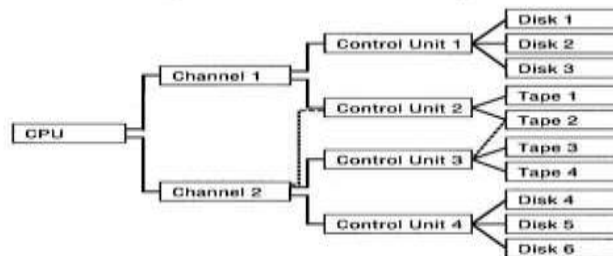 Disk 1
Control Unit 1
Disk 2
Channel 1
Disk 3
Tape 1
Control Unit 2
Tape 2
CPU
Tape 3
Control Unit 3
Tape 4
Channel 2
Disk 4
Control Unit 4
Disk 5
Disk 6